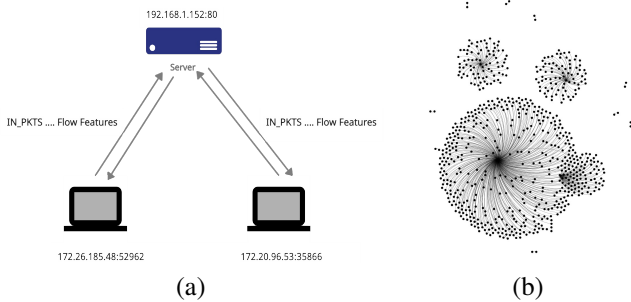 192.168.1.152:80
Server
IN_PKTS .... Flow Features
IN_PKTS .... Flow Features
172.26.185.48:52962
172.20.96.53:35866
(a)
(b)